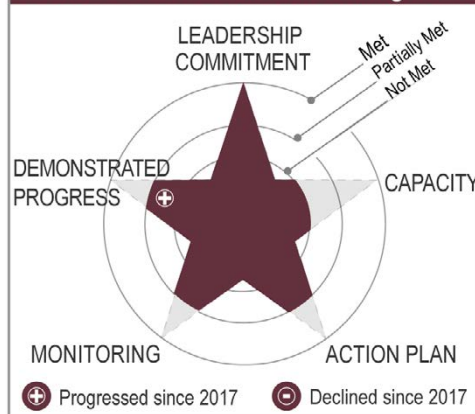 LEADERSHIP
COMMITMENT
Met
Partially Met
Not Met
DEMONSTRATED
PROGRESS
CAPACITY
MONITORING
ACTION PLAN
Progressed since 2017
Declined since 2017